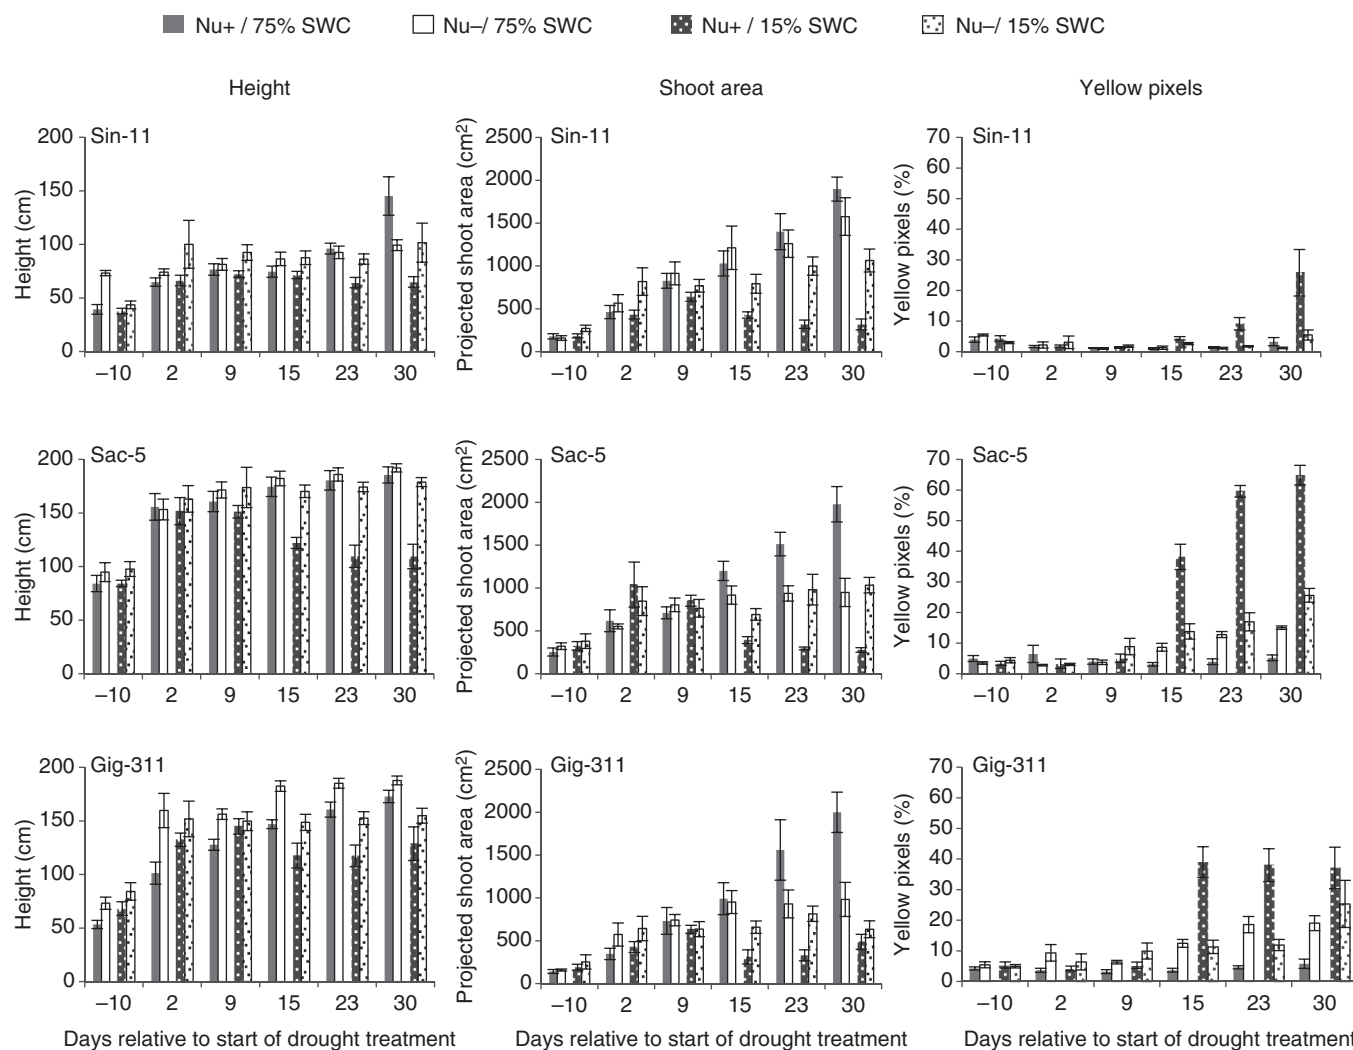 Nu+ / 75% SWC Nu–/ 75% SWC Nu+ / 15% SWC Nu–/ 15% SWC
Height Shoot area Yellow pixels
Sin-11
Height (cm)
200
150
100
50
0
–10 2 9 15 23 30
Sin-11
Projected shoot area (cm²)
2500
2000
1500
1000
500
0
–10 2 9 15 23 30
Sin-11
Yellow pixels (%)
70
60
50
40
30
20
10
0
–10 2 9 15 23 30
Sac-5
Height (cm)
200
150
100
50
0
–10 2 9 15 23 30
Sac-5
Projected shoot area (cm²)
2500
2000
1500
1000
500
0
–10 2 9 15 23 30
Sac-5
Yellow pixels (%)
70
60
50
40
30
20
10
0
–10 2 9 15 23 30
Gig-311
Height (cm)
200
150
100
50
0
–10 2 9 15 23 30
Days relative to start of drought treatment
Gig-311
Projected shoot area (cm²)
2500
2000
1500
1000
500
0
–10 2 9 15 23 30
Days relative to start of drought treatment
Gig-311
Yellow pixels (%)
70
60
50
40
30
20
10
0
–10 2 9 15 23 30
Days relative to start of drought treatment